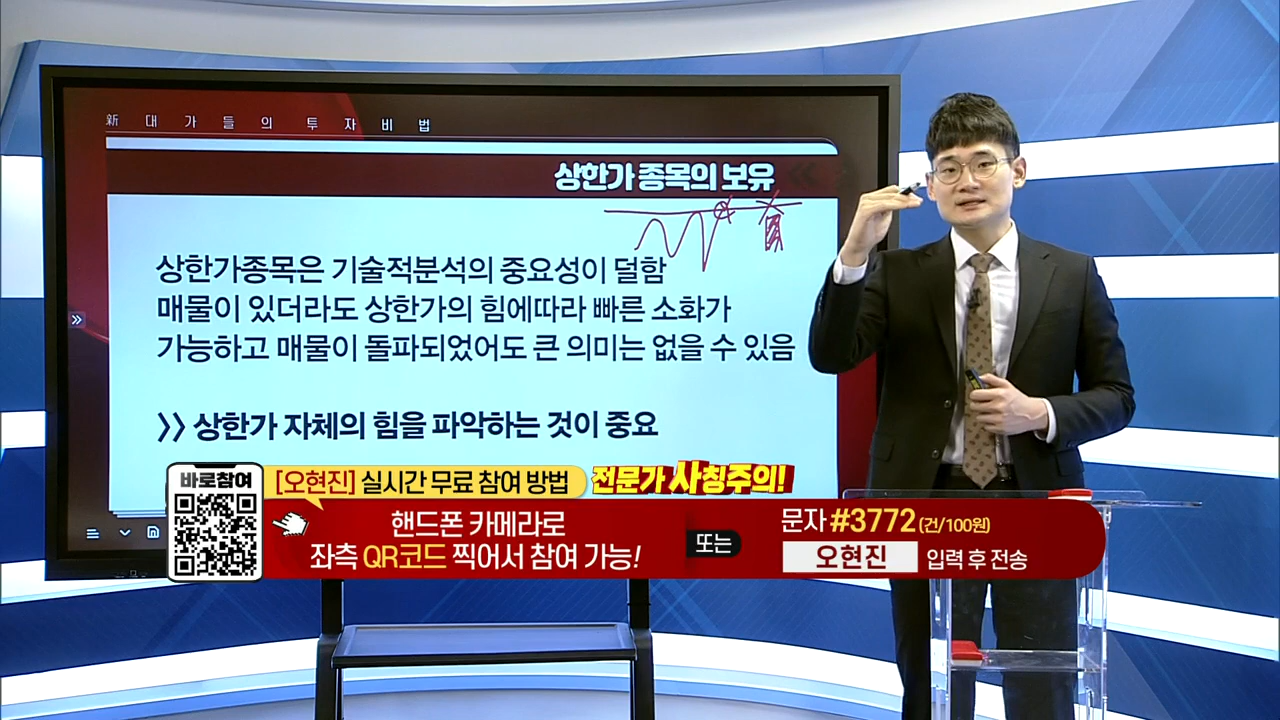 新 대 가 들 의 투 자 비 법
상한가 종목의 보유
상한가종목은 기술적분석의 중요성이 덜함
매물이 있더라도 상한가의 힘에따라 빠른 소화가
가능하고 매물이 돌파되었어도 큰 의미는 없을 수 있음
>> 상한가 자체의 힘을 파악하는 것이 중요
바로참여
[오현진] 실시간 무료 참여 방법
전문가 사칭주의!
핸드폰 카메라로
좌측 QR코드 찍어서 참여 가능!
또는
문자 #3772 (건/100원)
오현진 입력 후 전송